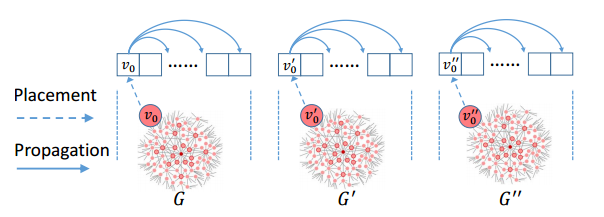 v₀ ...... v₀′ ...... v₀″ ......
Placement
v₀ v₀′ v₀″
Propagation
G G′ G″